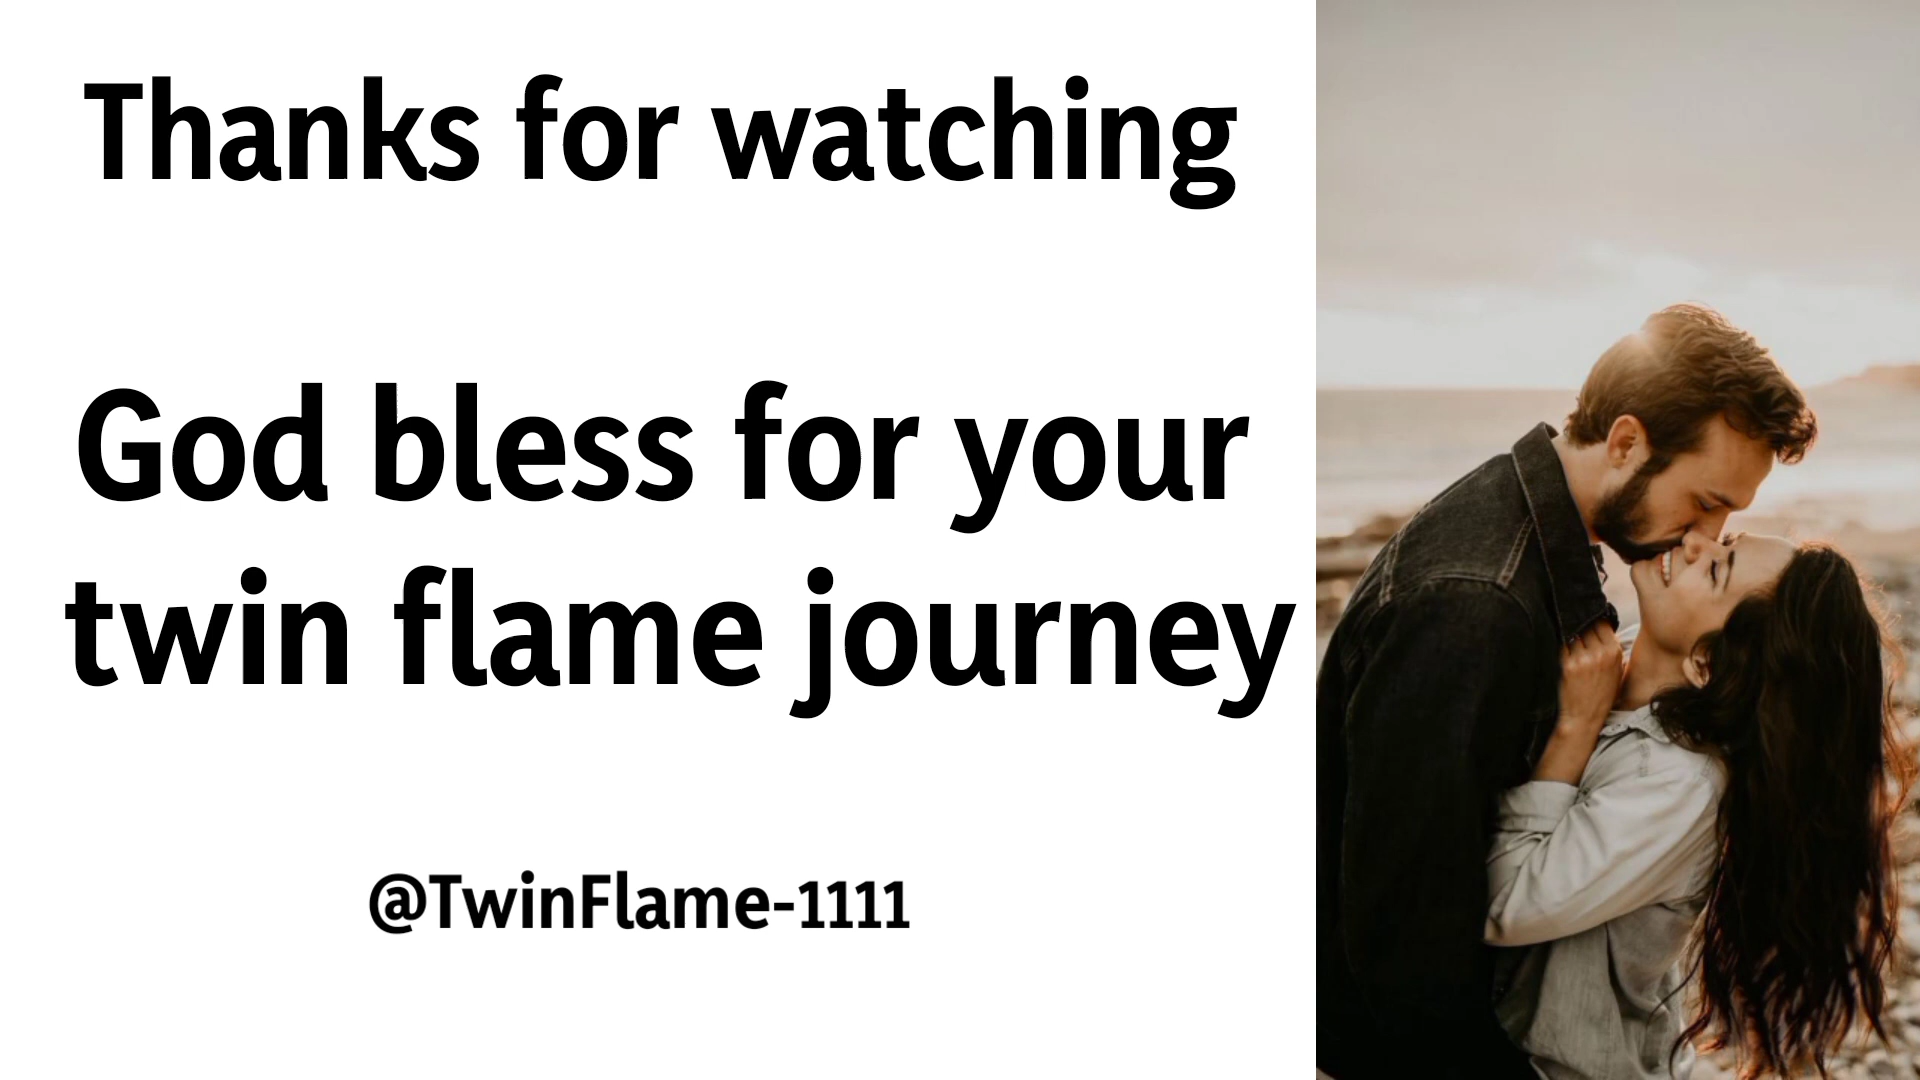 Thanks for watching
God bless for your
twin flame journey
@TwinFlame-1111